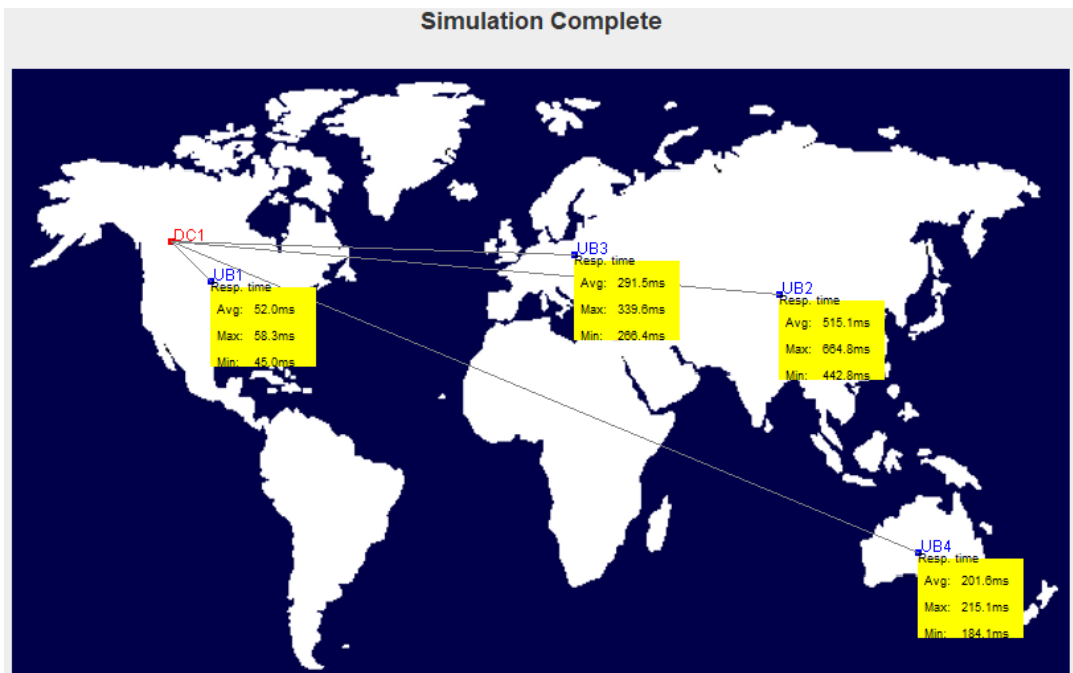 Simulation Complete
DC1
UB3
Resp. time
Avg: 291.5ms
Max: 339.6ms
Min: 266.4ms
UB1
Resp. time
Avg: 52.0ms
Max: 58.3ms
Min: 45.0ms
UB2
Resp. time
Avg: 515.1ms
Max: 664.8ms
Min: 442.8ms
UB4
Resp. time
Avg: 201.6ms
Max: 215.1ms
Min: 184.1ms